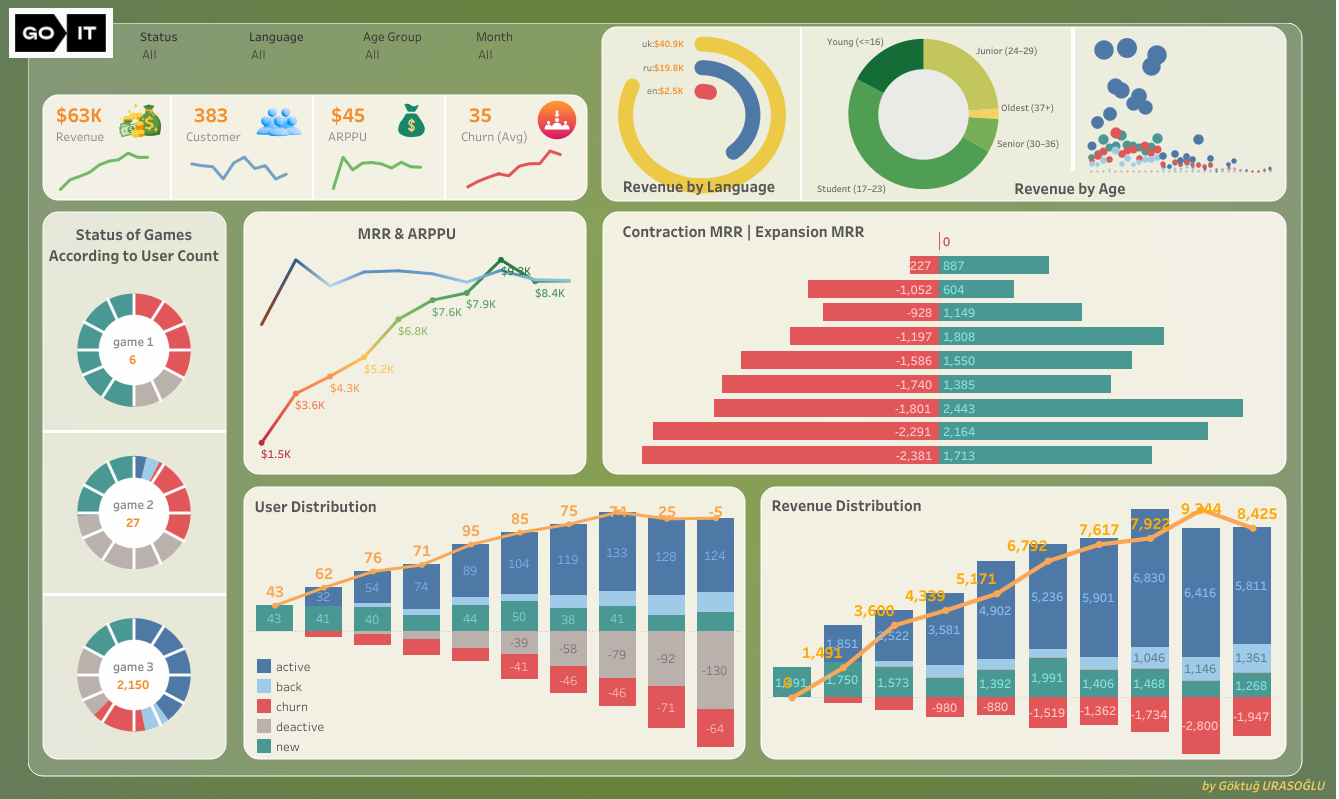 GO IT
Status Language Age Group Month
All All All All
$63K
Revenue
383
Customer
$45
ARPPU
35
Churn (Avg)
uk:$40.9K
ru:$19.8K
en:$2.5K
Revenue by Language
Young (<=16)
Junior (24–29)
Oldest (37+)
Senior (30–36)
Student (17–23)
Revenue by Age
Status of Games
According to User Count
game 1
6
game 2
27
game 3
2,150
MRR & ARPPU
$9.3K
$8.4K
$7.9K
$7.6K
$6.8K
$5.2K
$4.3K
$3.6K
$1.5K
Contraction MRR | Expansion MRR
0
227 887
-1,052 604
-928 1,149
-1,197 1,808
-1,586 1,550
-1,740 1,385
-1,801 2,443
-2,291 2,164
-2,381 1,713
User Distribution
43 62 76 71 95 85 75 74 25 -5
32 54 74 89 104 119 133 128 124
43 41 40 44 50 38 41
-39 -58 -79 -92 -130
-41 -46 -46 -71 -64
active
back
churn
deactive
new
Revenue Distribution
0 1,491 3,600 4,339 5,171 6,792 7,617 7,922 9,344 8,425
1,851 3,581 4,902 5,236 5,901 6,830 6,416 5,811
1,046 1,146 1,361
1,750 1,573 1,392 1,991 1,406 1,468 1,268
-980 -880 -1,519 -1,362 -1,734 -2,800 -1,947
by Göktuğ URASOĞLU